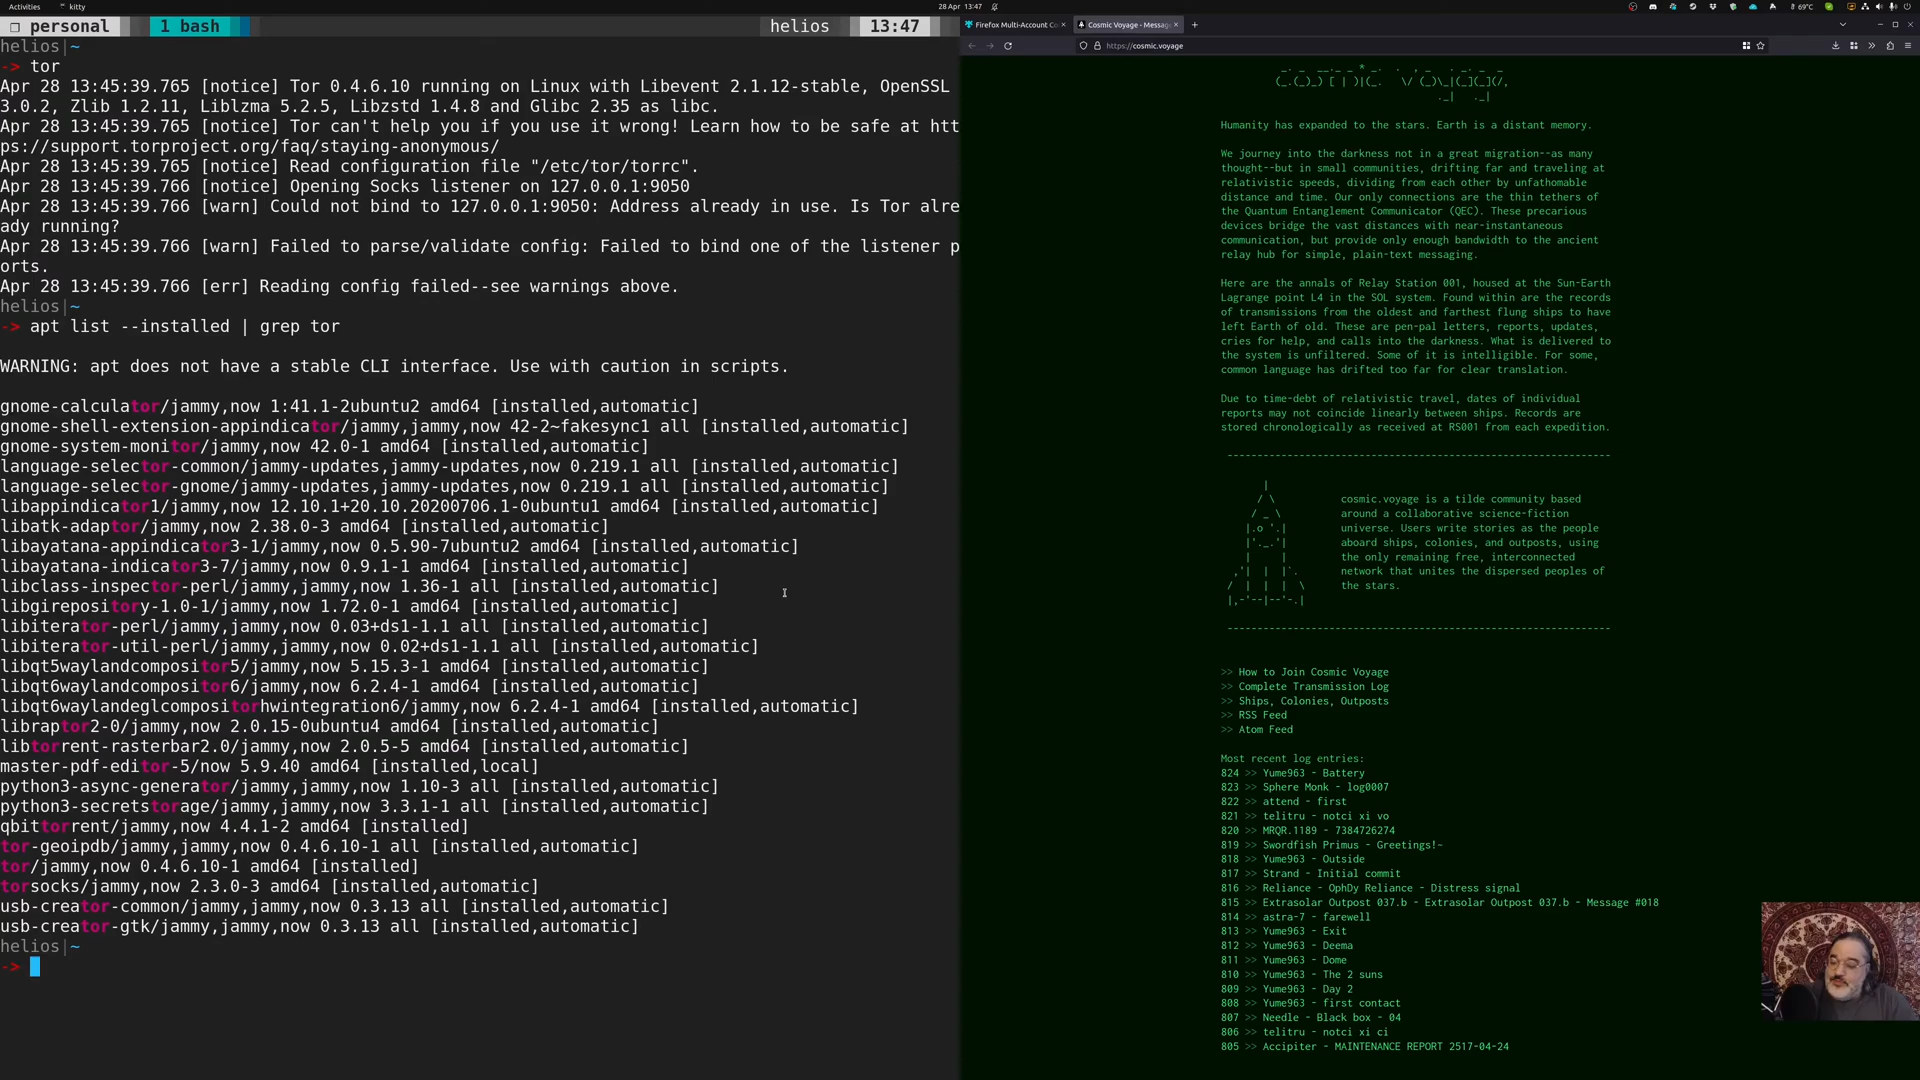 Activities
kitty
28 Apr 13:47
69°C
personal
1 bash
helios
13:47
helios|~
-> tor
Apr 28 13:45:39.765 [notice] Tor 0.4.6.10 running on Linux with Libevent 2.1.12-stable, OpenSSL
3.0.2, Zlib 1.2.11, Liblzma 5.2.5, Libzstd 1.4.8 and Glibc 2.35 as libc.
Apr 28 13:45:39.765 [notice] Tor can't help you if you use it wrong! Learn how to be safe at htt
ps://support.torproject.org/faq/staying-anonymous/
Apr 28 13:45:39.765 [notice] Read configuration file "/etc/tor/torrc".
Apr 28 13:45:39.766 [notice] Opening Socks listener on 127.0.0.1:9050
Apr 28 13:45:39.766 [warn] Could not bind to 127.0.0.1:9050: Address already in use. Is Tor alre
ady running?
Apr 28 13:45:39.766 [warn] Failed to parse/validate config: Failed to bind one of the listener p
orts.
Apr 28 13:45:39.766 [err] Reading config failed--see warnings above.
helios|~
-> apt list --installed | grep tor
WARNING: apt does not have a stable CLI interface. Use with caution in scripts.
gnome-calculator/jammy,now 1:41.1-2ubuntu2 amd64 [installed,automatic]
gnome-shell-extension-appindicator/jammy,jammy,now 42-2~fakesync1 all [installed,automatic]
gnome-system-monitor/jammy,now 42.0-1 amd64 [installed,automatic]
language-selector-common/jammy-updates,jammy-updates,now 0.219.1 all [installed,automatic]
language-selector-gnome/jammy-updates,jammy-updates,now 0.219.1 all [installed,automatic]
libappindicator1/jammy,now 12.10.1+20.10.20200706.1-0ubuntu1 amd64 [installed,automatic]
libatk-adaptor/jammy,now 2.38.0-3 amd64 [installed,automatic]
libayatana-appindicator3-1/jammy,now 0.5.90-7ubuntu2 amd64 [installed,automatic]
libayatana-indicator3-7/jammy,now 0.9.1-1 amd64 [installed,automatic]
libclass-inspector-perl/jammy,jammy,now 1.36-1 all [installed,automatic]
libgirepository-1.0-1/jammy,now 1.72.0-1 amd64 [installed,automatic]
libiterator-perl/jammy,jammy,now 0.03+ds1-1.1 all [installed,automatic]
libiterator-util-perl/jammy,jammy,now 0.02+ds1-1.1 all [installed,automatic]
libqt5waylandcompositor5/jammy,now 5.15.3-1 amd64 [installed,automatic]
libqt6waylandcompositor6/jammy,now 6.2.4-1 amd64 [installed,automatic]
libqt6waylandeglcompositorhwintegration6/jammy,now 6.2.4-1 amd64 [installed,automatic]
libraptor2-0/jammy,now 2.0.15-0ubuntu4 amd64 [installed,automatic]
libtorrent-rasterbar2.0/jammy,now 2.0.5-5 amd64 [installed,automatic]
master-pdf-editor-5/now 5.9.40 amd64 [installed,local]
python3-async-generator/jammy,jammy,now 1.10-3 all [installed,automatic]
python3-secretstorage/jammy,jammy,now 3.3.1-1 all [installed,automatic]
qbittorrent/jammy,now 4.4.1-2 amd64 [installed]
tor-geoipdb/jammy,jammy,now 0.4.6.10-1 all [installed,automatic]
tor/jammy,now 0.4.6.10-1 amd64 [installed]
torsocks/jammy,now 2.3.0-3 amd64 [installed,automatic]
usb-creator-common/jammy,jammy,now 0.3.13 all [installed,automatic]
usb-creator-gtk/jammy,jammy,now 0.3.13 all [installed,automatic]
helios|~
->
Firefox Multi-Account Co
Cosmic Voyage - Messag
https://cosmic.voyage
Humanity has expanded to the stars. Earth is a distant memory.
We journey into the darkness not in a great migration--as many
thought--but in small communities, drifting far and traveling at
relativistic speeds, dividing from each other by unfathomable
distance and time. Our only connections are the thin tethers of
the Quantum Entanglement Communicator (QEC). These precarious
devices bridge the vast distances with near-instantaneous
communication, but provide only enough bandwidth to the ancient
relay hub for simple, plain-text messaging.
Here are the annals of Relay Station 001, housed at the Sun-Earth
Lagrange point L4 in the SOL system. Found within are the records
of transmissions from the oldest and farthest flung ships to have
left Earth of old. These are pen-pal letters, reports, updates,
cries for help, and calls into the darkness. What is delivered to
the system is unfiltered. Some of it is intelligible. For some,
common language has drifted too far for clear translation.
Due to time-debt of relativistic travel, dates of individual
reports may not coincide linearly between ships. Records are
stored chronologically as received at RS001 from each expedition.
cosmic.voyage is a tilde community based
around a collaborative science-fiction
universe. Users write stories as the people
aboard ships, colonies, and outposts, using
the only remaining free, interconnected
network that unites the dispersed peoples of
the stars.
>> How to Join Cosmic Voyage
>> Complete Transmission Log
>> Ships, Colonies, Outposts
>> RSS Feed
>> Atom Feed
Most recent log entries:
824 >> Yume963 - Battery
823 >> Sphere Monk - log0007
822 >> attend - first
821 >> telitru - notci xi vo
820 >> MRQR.1189 - 7384726274
819 >> Swordfish Primus - Greetings!~
818 >> Yume963 - Outside
817 >> Strand - Initial commit
816 >> Reliance - OphDy Reliance - Distress signal
815 >> Extrasolar Outpost 037.b - Extrasolar Outpost 037.b - Message #018
814 >> astra-7 - farewell
813 >> Yume963 - Exit
812 >> Yume963 - Deema
811 >> Yume963 - Dome
810 >> Yume963 - The 2 suns
809 >> Yume963 - Day 2
808 >> Yume963 - first contact
807 >> Needle - Black box - 04
806 >> telitru - notci xi ci
805 >> Accipiter - MAINTENANCE REPORT 2517-04-24